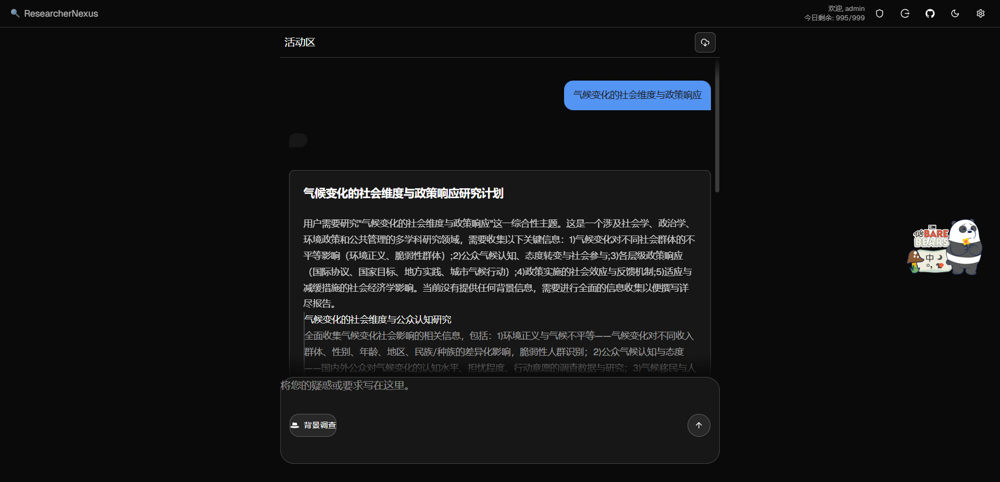 ResearcherNexus
欢迎, admin
今日剩余: 995/999
活动区
气候变化的社会维度与政策响应
气候变化的社会维度与政策响应研究计划
用户需要研究"气候变化的社会维度与政策响应"这一综合性主题。这是一个涉及社会学、政治学、
环境政策和公共管理的多学科研究领域，需要收集以下关键信息：1)气候变化对不同社会群体的不
平等影响（环境正义、脆弱性群体）;2)公众气候认知、态度转变与社会参与;3)各层级政策响应
（国际协议、国家目标、地方实践、城市气候行动）;4)政策实施的社会效应与反馈机制;5)适应与
减缓措施的社会经济学影响。当前没有提供任何背景信息，需要进行全面的信息收集以便撰写详
尽报告。
气候变化的社会维度与公众认知研究
全面收集气候变化社会影响的相关信息，包括：1)环境正义与气候不平等——气候变化对不同收入
群体、性别、年龄、地区、民族/种族的差异化影响，脆弱性人群识别；2)公众气候认知与态度
——国内外公众对气候变化的认知水平、担忧程度、行动意愿的调查数据与研究；3)气候移民与人
将您的疑惑或要求写在这里。
背景调查
CN
We BARE
BEARS
中